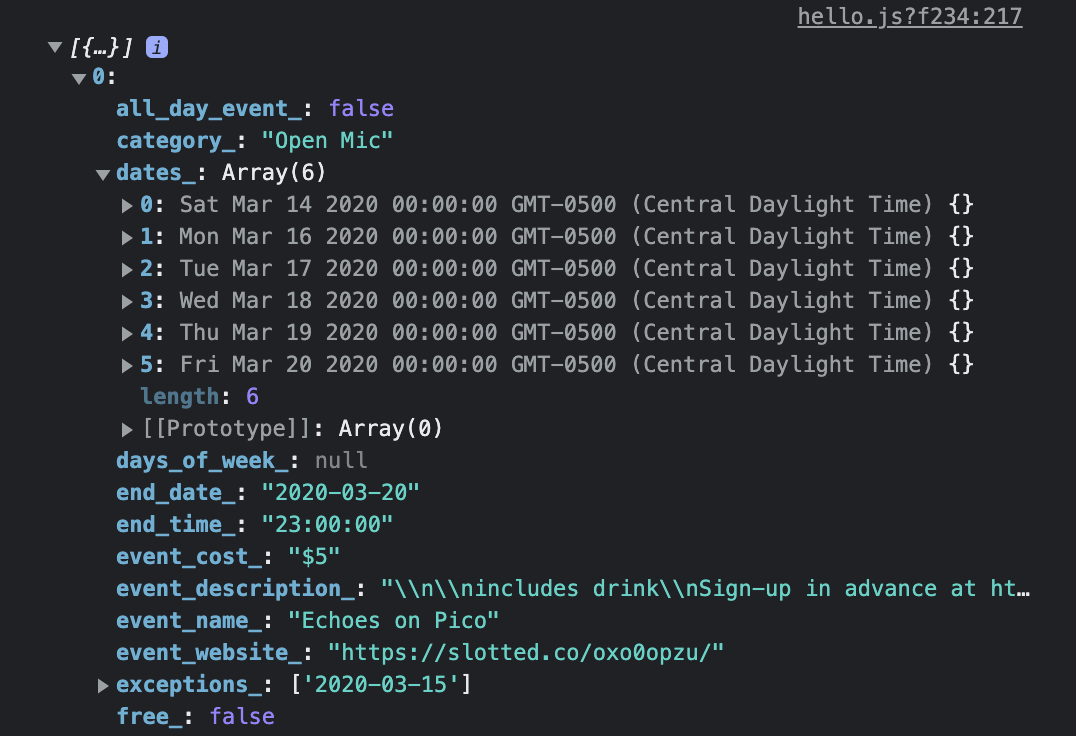 hello.js?f234:217
▼ [{…}] i
▼ 0:
all_day_event_: false
category_: "Open Mic"
▼ dates_: Array(6)
▶ 0: Sat Mar 14 2020 00:00:00 GMT-0500 (Central Daylight Time) {}
▶ 1: Mon Mar 16 2020 00:00:00 GMT-0500 (Central Daylight Time) {}
▶ 2: Tue Mar 17 2020 00:00:00 GMT-0500 (Central Daylight Time) {}
▶ 3: Wed Mar 18 2020 00:00:00 GMT-0500 (Central Daylight Time) {}
▶ 4: Thu Mar 19 2020 00:00:00 GMT-0500 (Central Daylight Time) {}
▶ 5: Fri Mar 20 2020 00:00:00 GMT-0500 (Central Daylight Time) {}
length: 6
▶ [[Prototype]]: Array(0)
days_of_week_: null
end_date_: "2020-03-20"
end_time_: "23:00:00"
event_cost_: "$5"
event_description_: "\\n\\nincludes drink\\nSign-up in advance at ht…
event_name_: "Echoes on Pico"
event_website_: "https://slotted.co/oxo0opzu/"
▶ exceptions_: ['2020-03-15']
free_: false